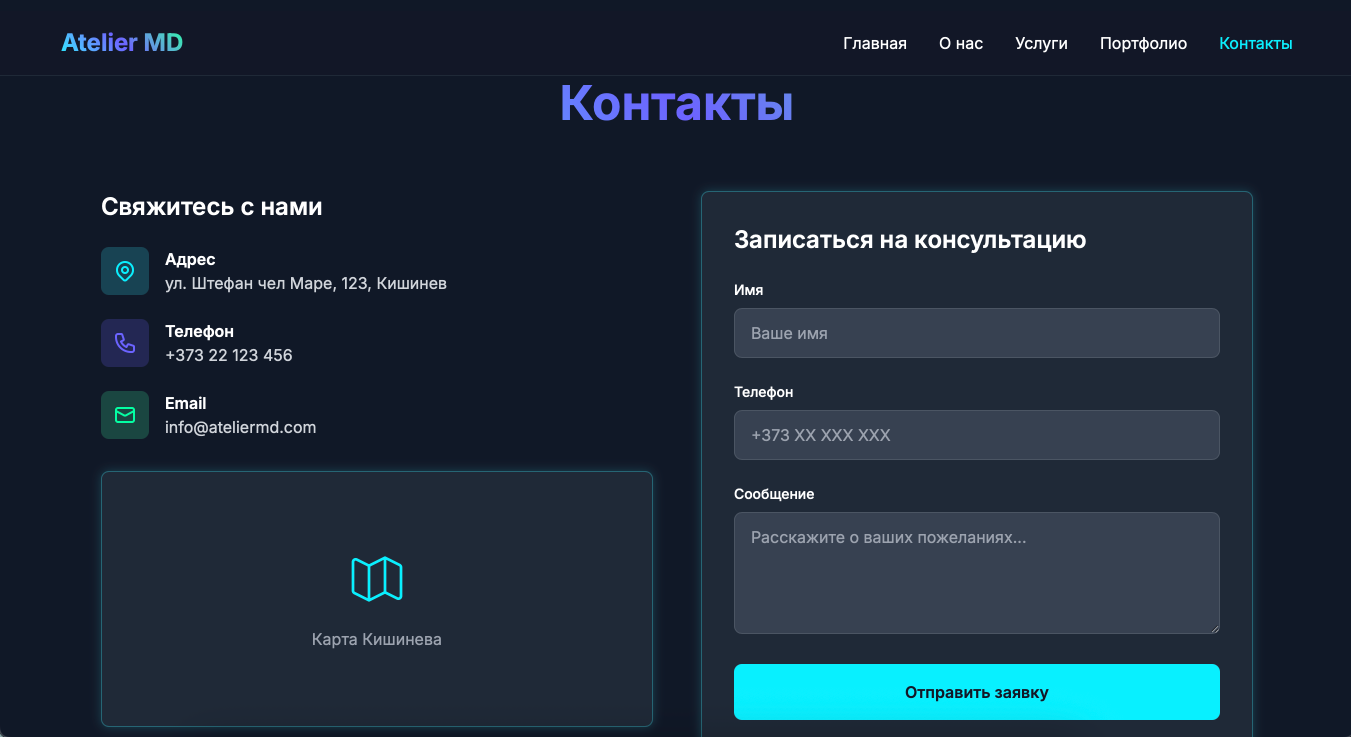 Atelier MD
Главная
О нас
Услуги
Портфолио
Контакты
Контакты
Свяжитесь с нами
Адрес
ул. Штефан чел Маре, 123, Кишинев
Телефон
+373 22 123 456
Email
info@ateliermd.com
Карта Кишинева
Записаться на консультацию
Имя
Ваше имя
Телефон
+373 XX XXX XXX
Сообщение
Расскажите о ваших пожеланиях...
Отправить заявку